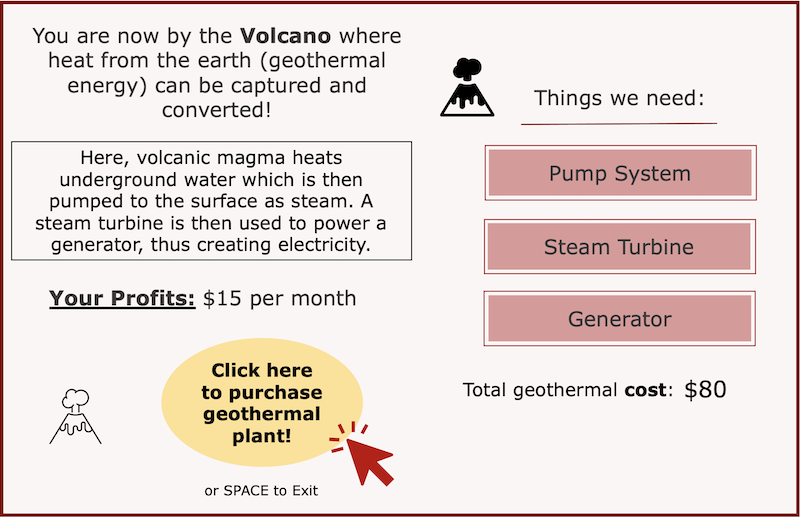 You are now by the Volcano where
heat from the earth (geothermal
energy) can be captured and
converted!
Here, volcanic magma heats
underground water which is then
pumped to the surface as steam. A
steam turbine is then used to power a
generator, thus creating electricity.
Your Profits: $15 per month
Click here
to purchase
geothermal
plant!
or SPACE to Exit
Things we need:
Pump System
Steam Turbine
Generator
Total geothermal cost: $80